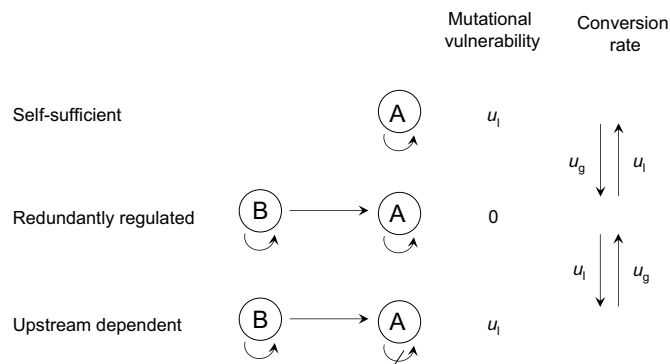 Mutational
vulnerability
Conversion
rate
Self-sufficient
A
u_l
u_g
u_l
Redundantly regulated
B
A
0
u_l
u_g
Upstream dependent
B
A
u_l